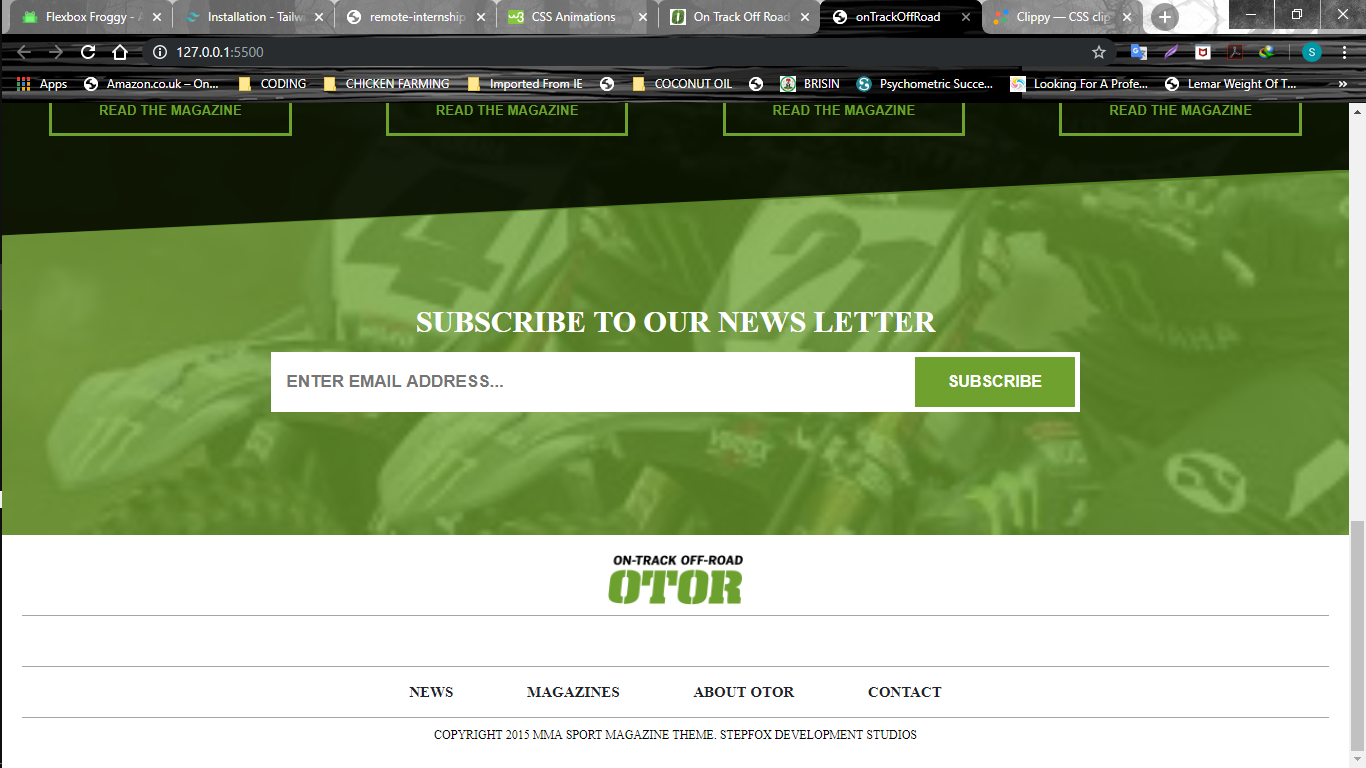 Flexbox Froggy - A
Installation - Tailw
remote-internship
CSS Animations
On Track Off Road
onTrackOffRoad
Clippy — CSS clip
127.0.0.1:5500
Apps
Amazon.co.uk – On...
CODING
CHICKEN FARMING
Imported From IE
COCONUT OIL
BRISIN
Psychometric Succe...
Looking For A Profe...
Lemar Weight Of T...
READ THE MAGAZINE
READ THE MAGAZINE
READ THE MAGAZINE
READ THE MAGAZINE
4
21
SUBSCRIBE TO OUR NEWS LETTER
ENTER EMAIL ADDRESS...
SUBSCRIBE
ON-TRACK OFF-ROAD
OTOR
NEWS
MAGAZINES
ABOUT OTOR
CONTACT
COPYRIGHT 2015 MMA SPORT MAGAZINE THEME. STEPFOX DEVELOPMENT STUDIOS